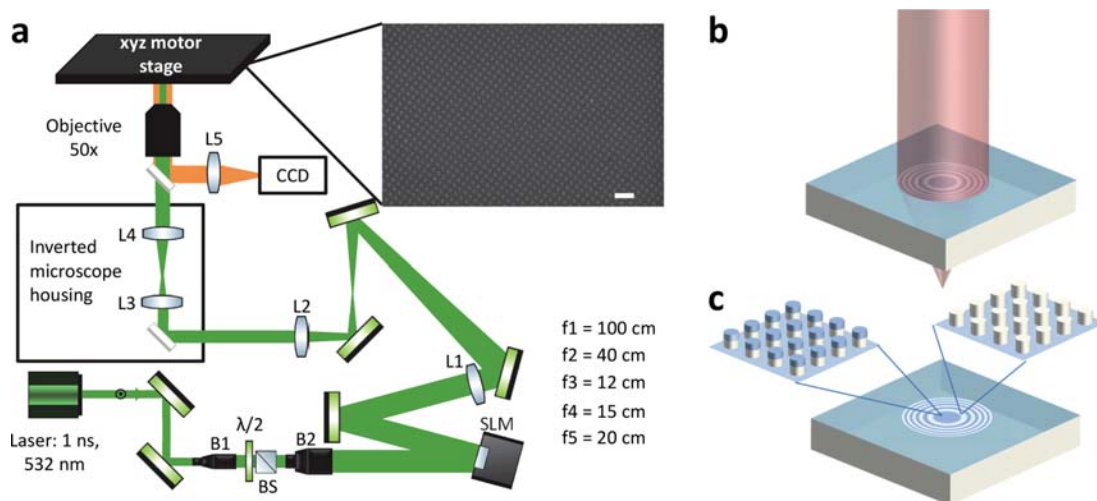 a
xyz motor
stage
Objective
50x
L5
CCD
L4
Inverted
microscope
housing
L3
L2
L1
f1 = 100 cm
f2 = 40 cm
f3 = 12 cm
f4 = 15 cm
f5 = 20 cm
Laser: 1 ns,
532 nm
B1
λ/2
BS
B2
SLM
b
c